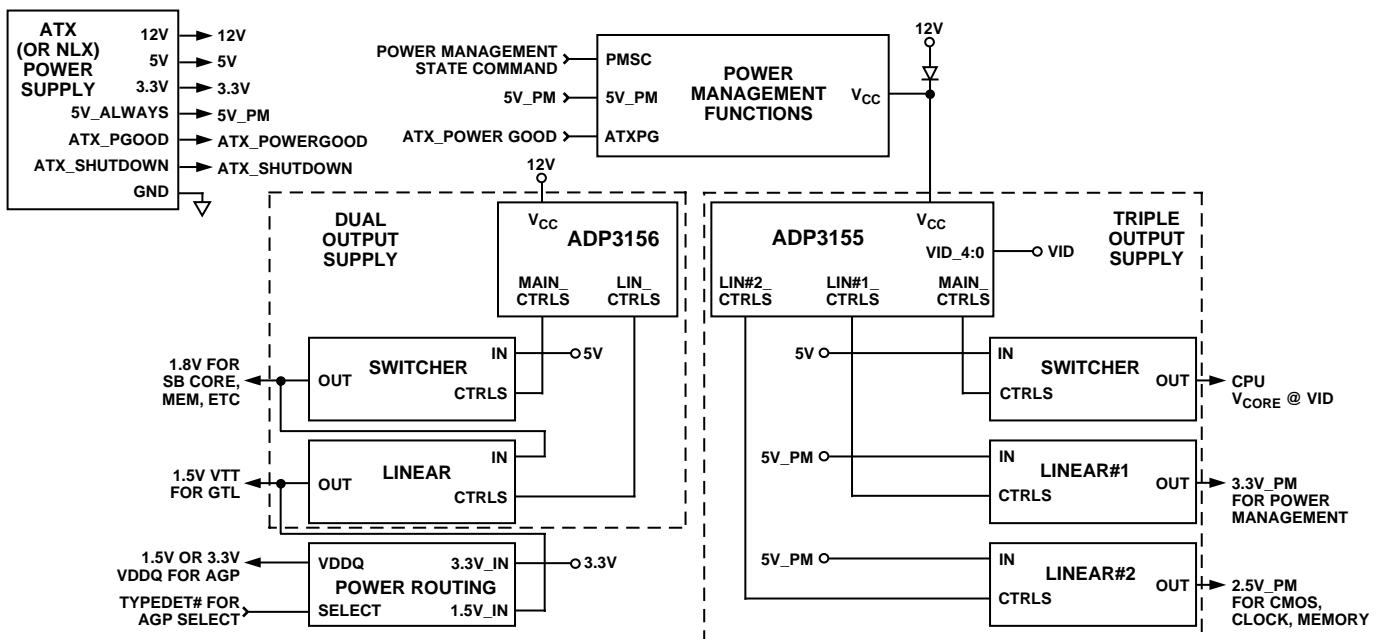 ATX
(OR NLX)
POWER
SUPPLY
12V
5V
3.3V
5V_ALWAYS
ATX_PGOOD
ATX_SHUTDOWN
GND
12V
5V
3.3V
5V_PM
ATX_POWERGOOD
ATX_SHUTDOWN
POWER MANAGEMENT
STATE COMMAND
5V_PM
ATX_POWER GOOD
PMSC
5V_PM
ATXPG
POWER
MANAGEMENT
FUNCTIONS
VCC
12V
12V
DUAL
OUTPUT
SUPPLY
VCC
ADP3156
MAIN_
CTRLS
LIN_
CTRLS
SWITCHER
IN
OUT
CTRLS
5V
1.8V FOR
SB CORE,
MEM, ETC
LINEAR
IN
OUT
CTRLS
1.5V VTT
FOR GTL
1.5V OR 3.3V
VDDQ FOR AGP
TYPEDET# FOR
AGP SELECT
VDDQ
3.3V_IN
POWER ROUTING
SELECT
1.5V_IN
3.3V
TRIPLE
OUTPUT
SUPPLY
ADP3155
VCC
VID_4:0
VID
LIN#2_
CTRLS
LIN#1_
CTRLS
MAIN_
CTRLS
5V
IN
SWITCHER
OUT
CTRLS
CPU
VCORE @ VID
5V_PM
IN
LINEAR#1
OUT
CTRLS
3.3V_PM
FOR POWER
MANAGEMENT
5V_PM
IN
LINEAR#2
OUT
CTRLS
2.5V_PM
FOR CMOS,
CLOCK, MEMORY